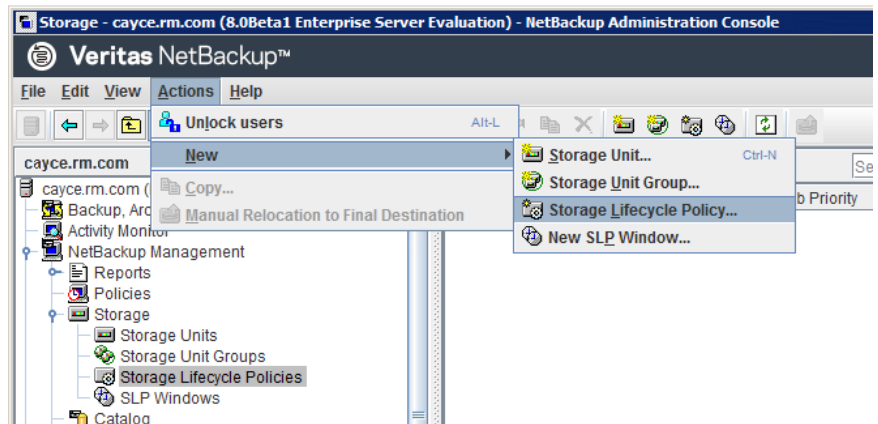 Storage - cayce.rm.com (8.0Beta1 Enterprise Server Evaluation) - NetBackup Administration Console
Veritas NetBackup™
File Edit View Actions Help
Unlock users Alt-L
cayce.rm.com
New
Storage Unit... Ctrl-N
Se
cayce.rm.com (
Copy...
Storage Unit Group...
Backup, Arc
Manual Relocation to Final Destination
Storage Lifecycle Policy...
b Priority
Activity Monitor
New SLP Window...
NetBackup Management
Reports
Policies
Storage
Storage Units
Storage Unit Groups
Storage Lifecycle Policies
SLP Windows
Catalog